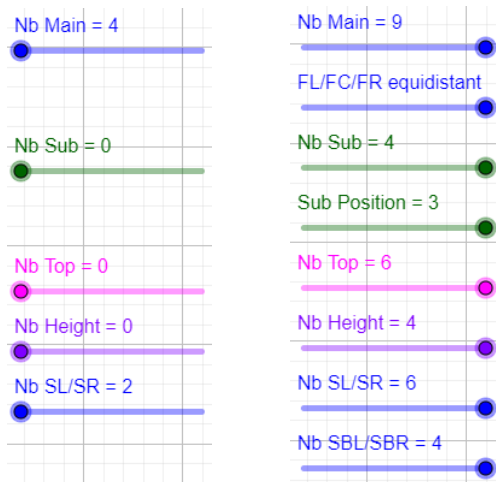 Nb Main = 4
Nb Sub = 0
Nb Top = 0
Nb Height = 0
Nb SL/SR = 2
Nb Main = 9
FL/FC/FR equidistant
Nb Sub = 4
Sub Position = 3
Nb Top = 6
Nb Height = 4
Nb SL/SR = 6
Nb SBL/SBR = 4